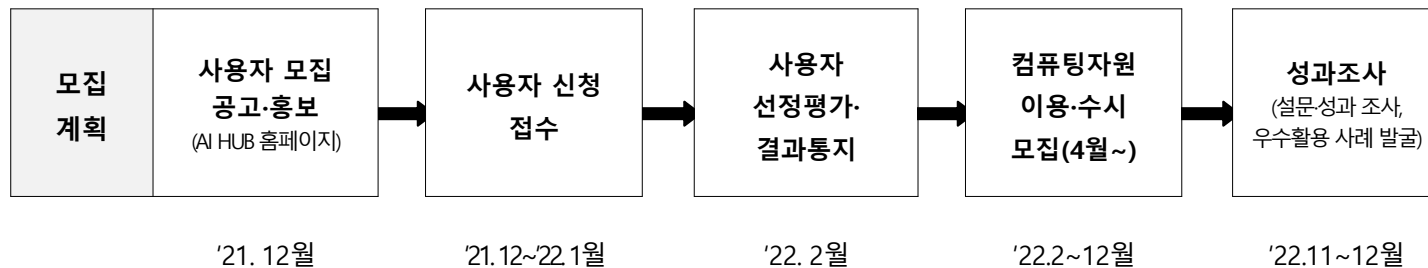 모집
계획
사용자 모집
공고·홍보
(AI HUB 홈페이지)
사용자 신청
접수
사용자
선정평가·
결과통지
컴퓨팅자원
이용·수시
모집(4월~)
성과조사
(설문·성과 조사,
우수활용 사례 발굴)
'21. 12월
'21. 12~'22. 1월
'22. 2월
'22.2~12월
'22.11~12월